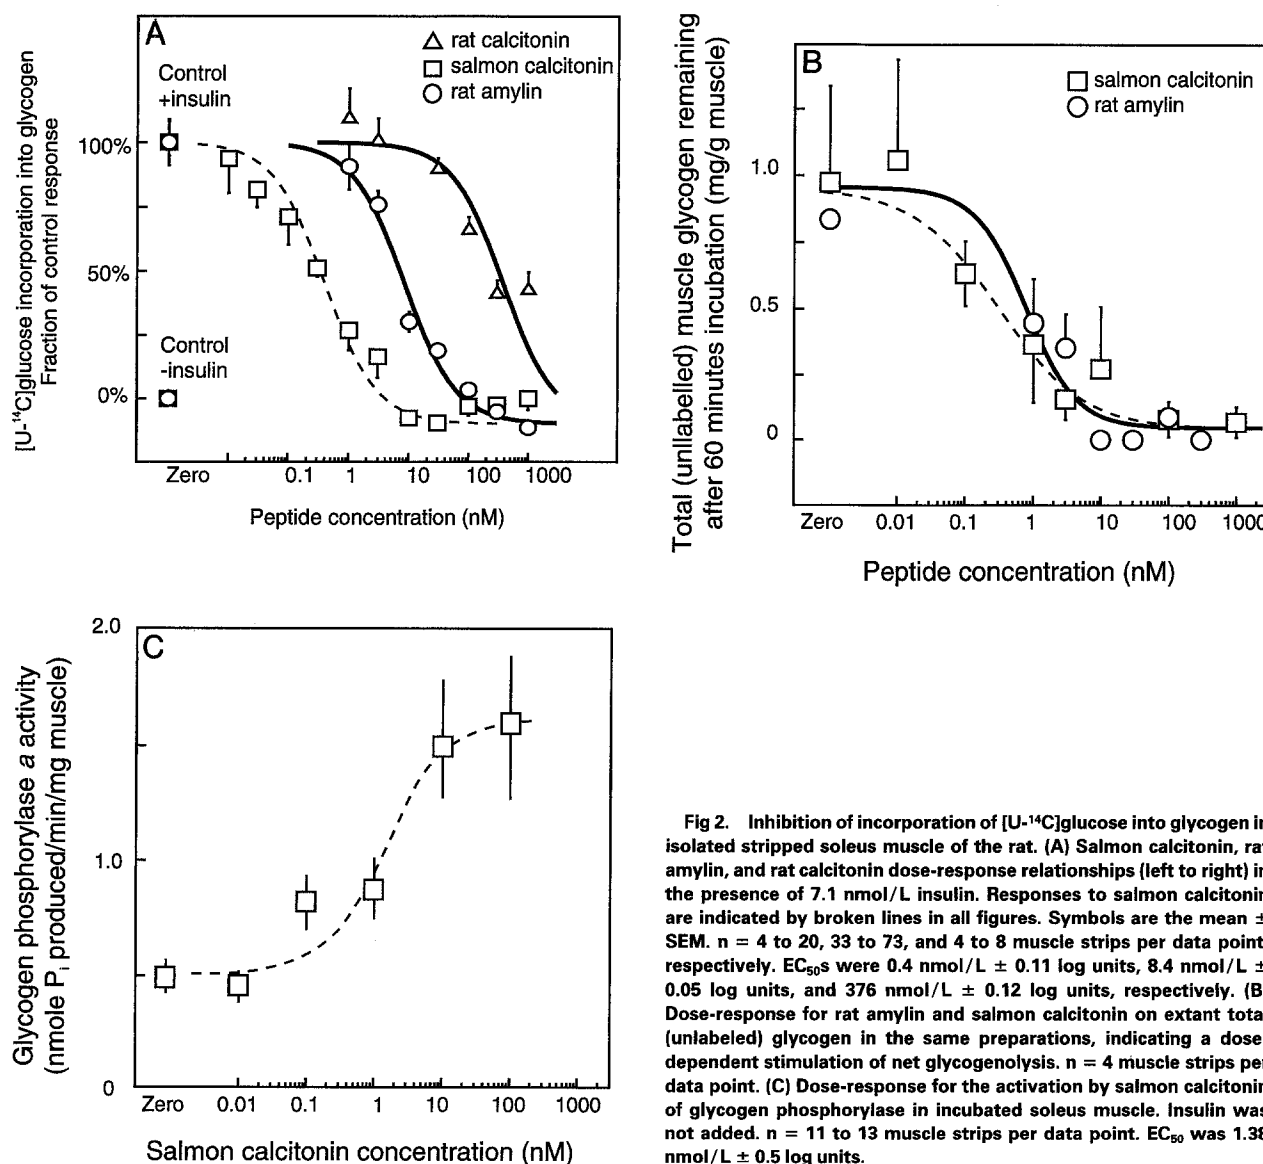 A
rat calcitonin
salmon calcitonin
rat amylin
Control
+insulin
Control
-insulin
[U-¹⁴C]glucose incorporation into glycogen
Fraction of control response
100%
50%
0%
Zero 0.1 1 10 100 1000
Peptide concentration (nM)
B
salmon calcitonin
rat amylin
Total (unlabelled) muscle glycogen remaining
after 60 minutes incubation (mg/g muscle)
1.0
0.5
0
Zero 0.01 0.1 1 10 100 1000
Peptide concentration (nM)
C
Glycogen phosphorylase a activity
(nmole Pᵢ produced/min/mg muscle)
2.0
1.0
0
Zero 0.01 0.1 1 10 100 1000
Salmon calcitonin concentration (nM)
Fig 2. Inhibition of incorporation of [U-¹⁴C]glucose into glycogen in
isolated stripped soleus muscle of the rat. (A) Salmon calcitonin, rat
amylin, and rat calcitonin dose-response relationships (left to right) in
the presence of 7.1 nmol/L insulin. Responses to salmon calcitonin
are indicated by broken lines in all figures. Symbols are the mean ±
SEM. n = 4 to 20, 33 to 73, and 4 to 8 muscle strips per data point,
respectively. EC₅₀s were 0.4 nmol/L ± 0.11 log units, 8.4 nmol/L ±
0.05 log units, and 376 nmol/L ± 0.12 log units, respectively. (B)
Dose-response for rat amylin and salmon calcitonin on extant total
(unlabeled) glycogen in the same preparations, indicating a dose-
dependent stimulation of net glycogenolysis. n = 4 muscle strips per
data point. (C) Dose-response for the activation by salmon calcitonin
of glycogen phosphorylase in incubated soleus muscle. Insulin was
not added. n = 11 to 13 muscle strips per data point. EC₅₀ was 1.38
nmol/L ± 0.5 log units.